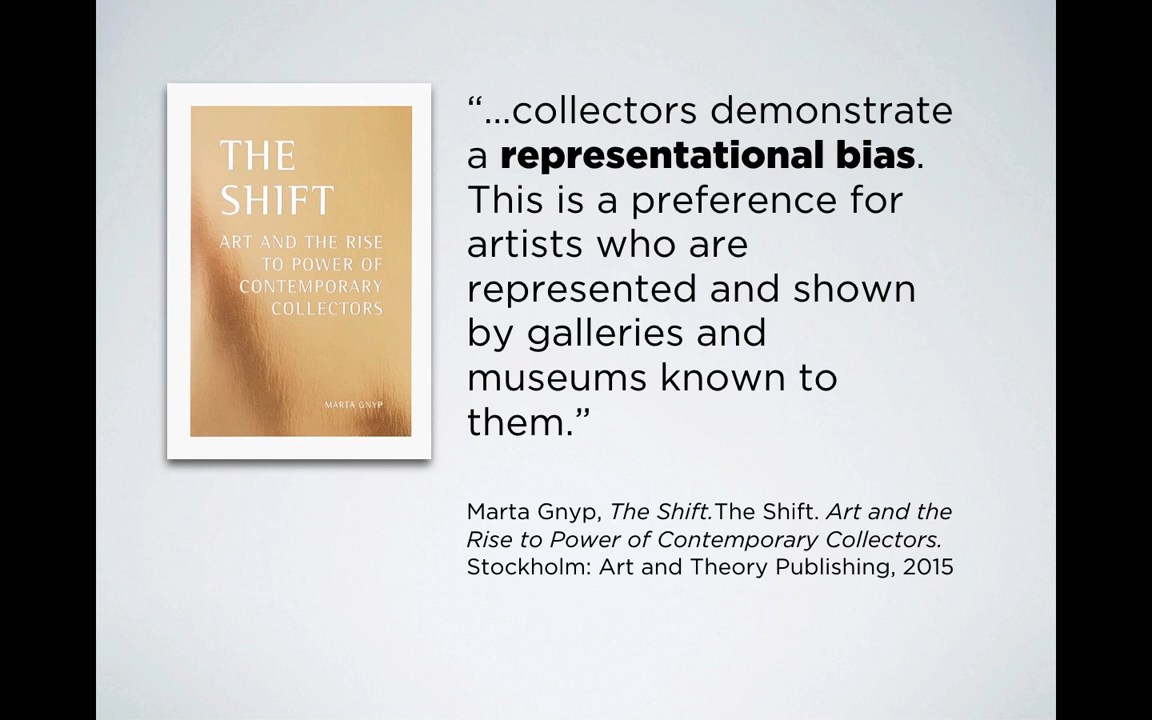 THE
SHIFT
ART AND THE RISE
TO POWER OF
CONTEMPORARY
COLLECTORS
MARTA GNYP
“...collectors demonstrate
a representational bias.
This is a preference for
artists who are
represented and shown
by galleries and
museums known to
them.”
Marta Gnyp, The Shift.The Shift. Art and the
Rise to Power of Contemporary Collectors.
Stockholm: Art and Theory Publishing, 2015